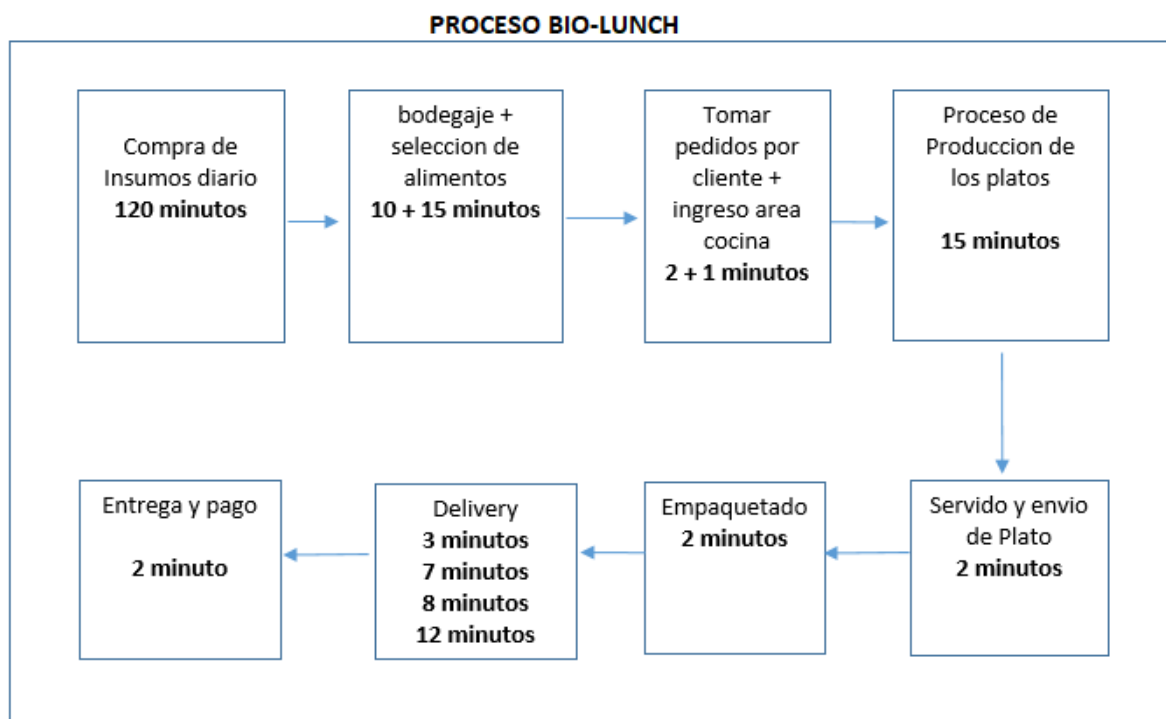 PROCESO BIO-LUNCH
Compra de
Insumos diario
120 minutos
bodegaje +
seleccion de
alimentos
10 + 15 minutos
Tomar
pedidos por
cliente +
ingreso area
cocina
2 + 1 minutos
Proceso de
Produccion de
los platos
15 minutos
Entrega y pago
2 minuto
Delivery
3 minutos
7 minutos
8 minutos
12 minutos
Empaquetado
2 minutos
Servido y envio
de Plato
2 minutos